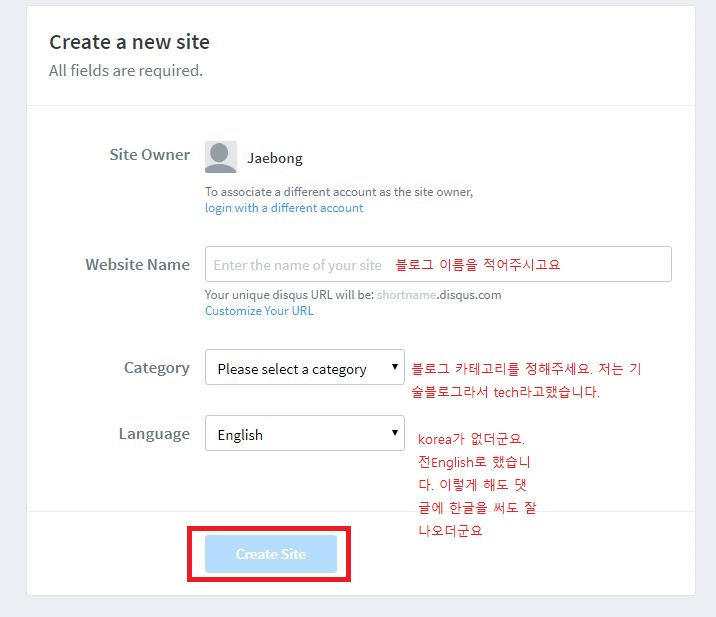 Create a new site
All fields are required.
Site Owner
Jaebong
To associate a different account as the site owner,
login with a different account
Website Name
Enter the name of your site 블로그 이름을 적어주시고요
Your unique disqus URL will be: shortname.disqus.com
Customize Your URL
Category
Please select a category
블로그 카테고리를 정해주세요. 저는 기
술블로그라서 tech라고했습니다.
Language
English
korea가 없더군요.
전English로 했습니
다. 이렇게 해도 댓
글에 한글을 써도 잘
나오더군요
Create Site